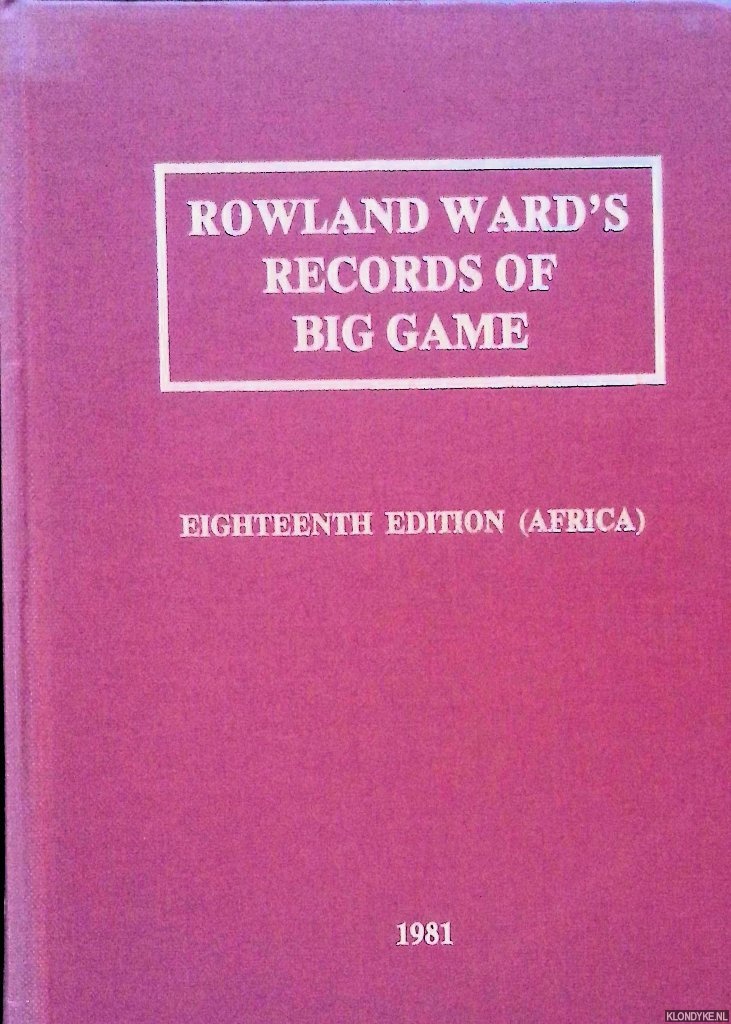 ROWLAND WARD'S
RECORDS OF
BIG GAME
EIGHTEENTH EDITION (AFRICA)
1981
KLONDYKE.NL